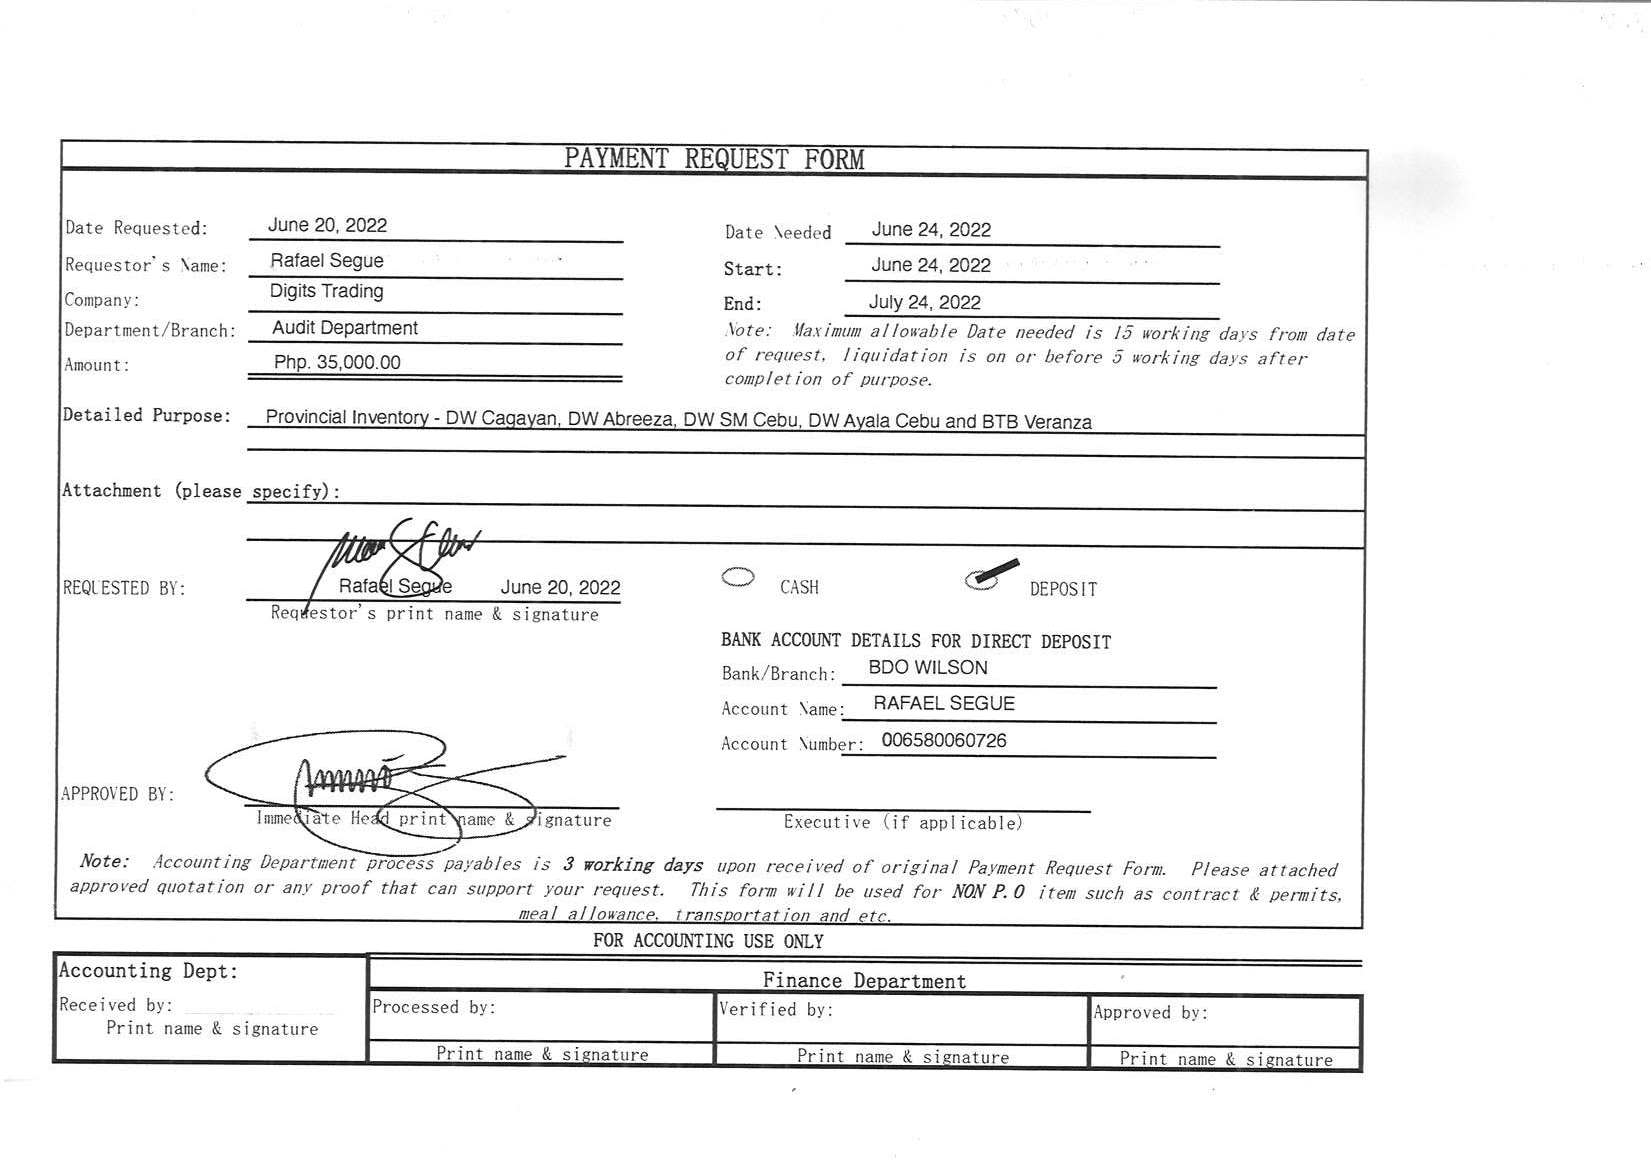 PAYMENT REQUEST FORM
Date Requested: June 20, 2022 Date Needed June 24, 2022
Requestor's Name: Rafael Segue Start: June 24, 2022
Company: Digits Trading End: July 24, 2022
Department/Branch: Audit Department Note: Maximum allowable Date needed is 15 working days from date
Amount: Php. 35,000.00 of request, liquidation is on or before 5 working days after
completion of purpose.
Detailed Purpose: Provincial Inventory - DW Cagayan, DW Abreeza, DW SM Cebu, DW Ayala Cebu and BTB Veranza
Attachment (please specify):
REQUESTED BY: Rafael Segue June 20, 2022 CASH DEPOSIT
Requestor's print name & signature
BANK ACCOUNT DETAILS FOR DIRECT DEPOSIT
Bank/Branch: BDO WILSON
Account Name: RAFAEL SEGUE
Account Number: 006580060726
APPROVED BY:
Immediate Head print name & signature Executive (if applicable)
Note: Accounting Department process payables is 3 working days upon received of original Payment Request Form. Please attached
approved quotation or any proof that can support your request. This form will be used for NON P.O item such as contract & permits,
meal allowance, transportation and etc.
FOR ACCOUNTING USE ONLY
Accounting Dept: Finance Department
Received by: Processed by: Verified by: Approved by:
Print name & signature
Print name & signature Print name & signature Print name & signature